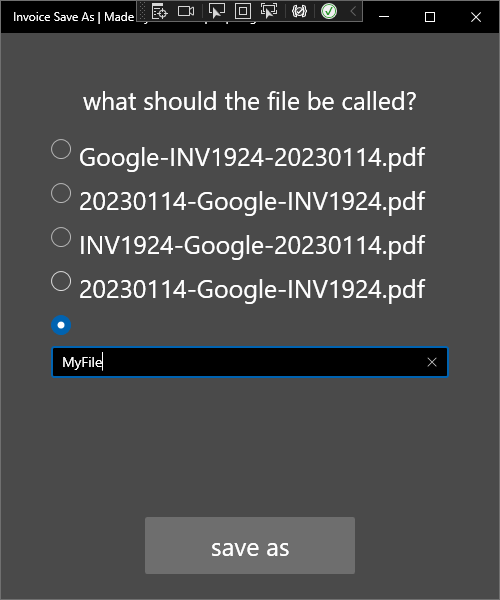 Invoice Save As | Made
what should the file be called?
Google-INV1924-20230114.pdf
20230114-Google-INV1924.pdf
INV1924-Google-20230114.pdf
20230114-Google-INV1924.pdf
MyFile
save as